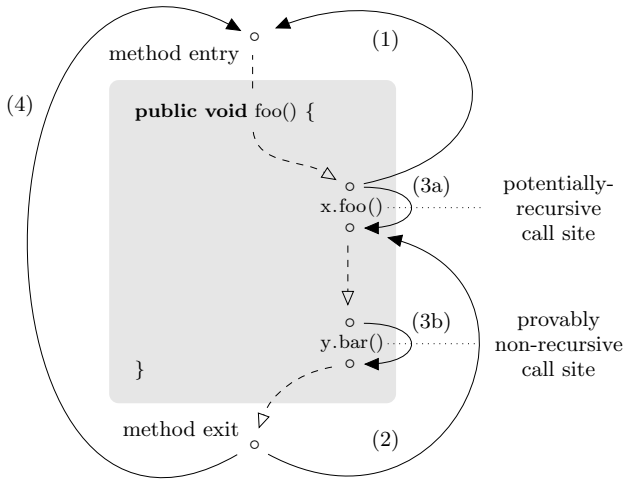 (1)
method entry
(4)
public void foo() {
(3a)
x.foo()
potentially-
recursive
call site
(3b)
y.bar()
provably
non-recursive
call site
}
method exit
(2)